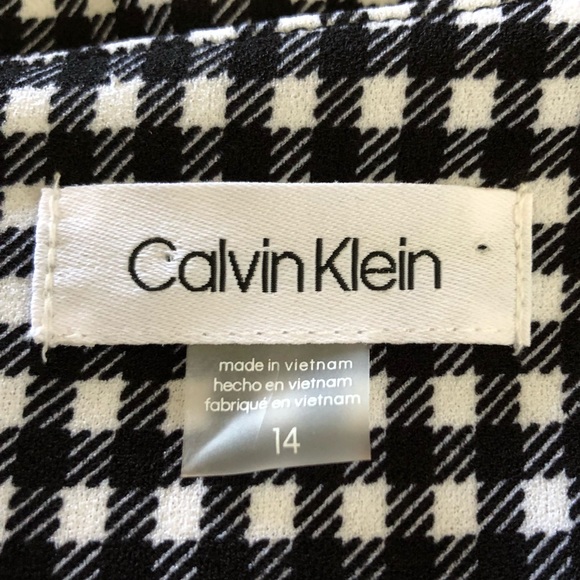 Calvin Klein
made in vietnam
hecho en vietnam
fabriqué en vietnam
14